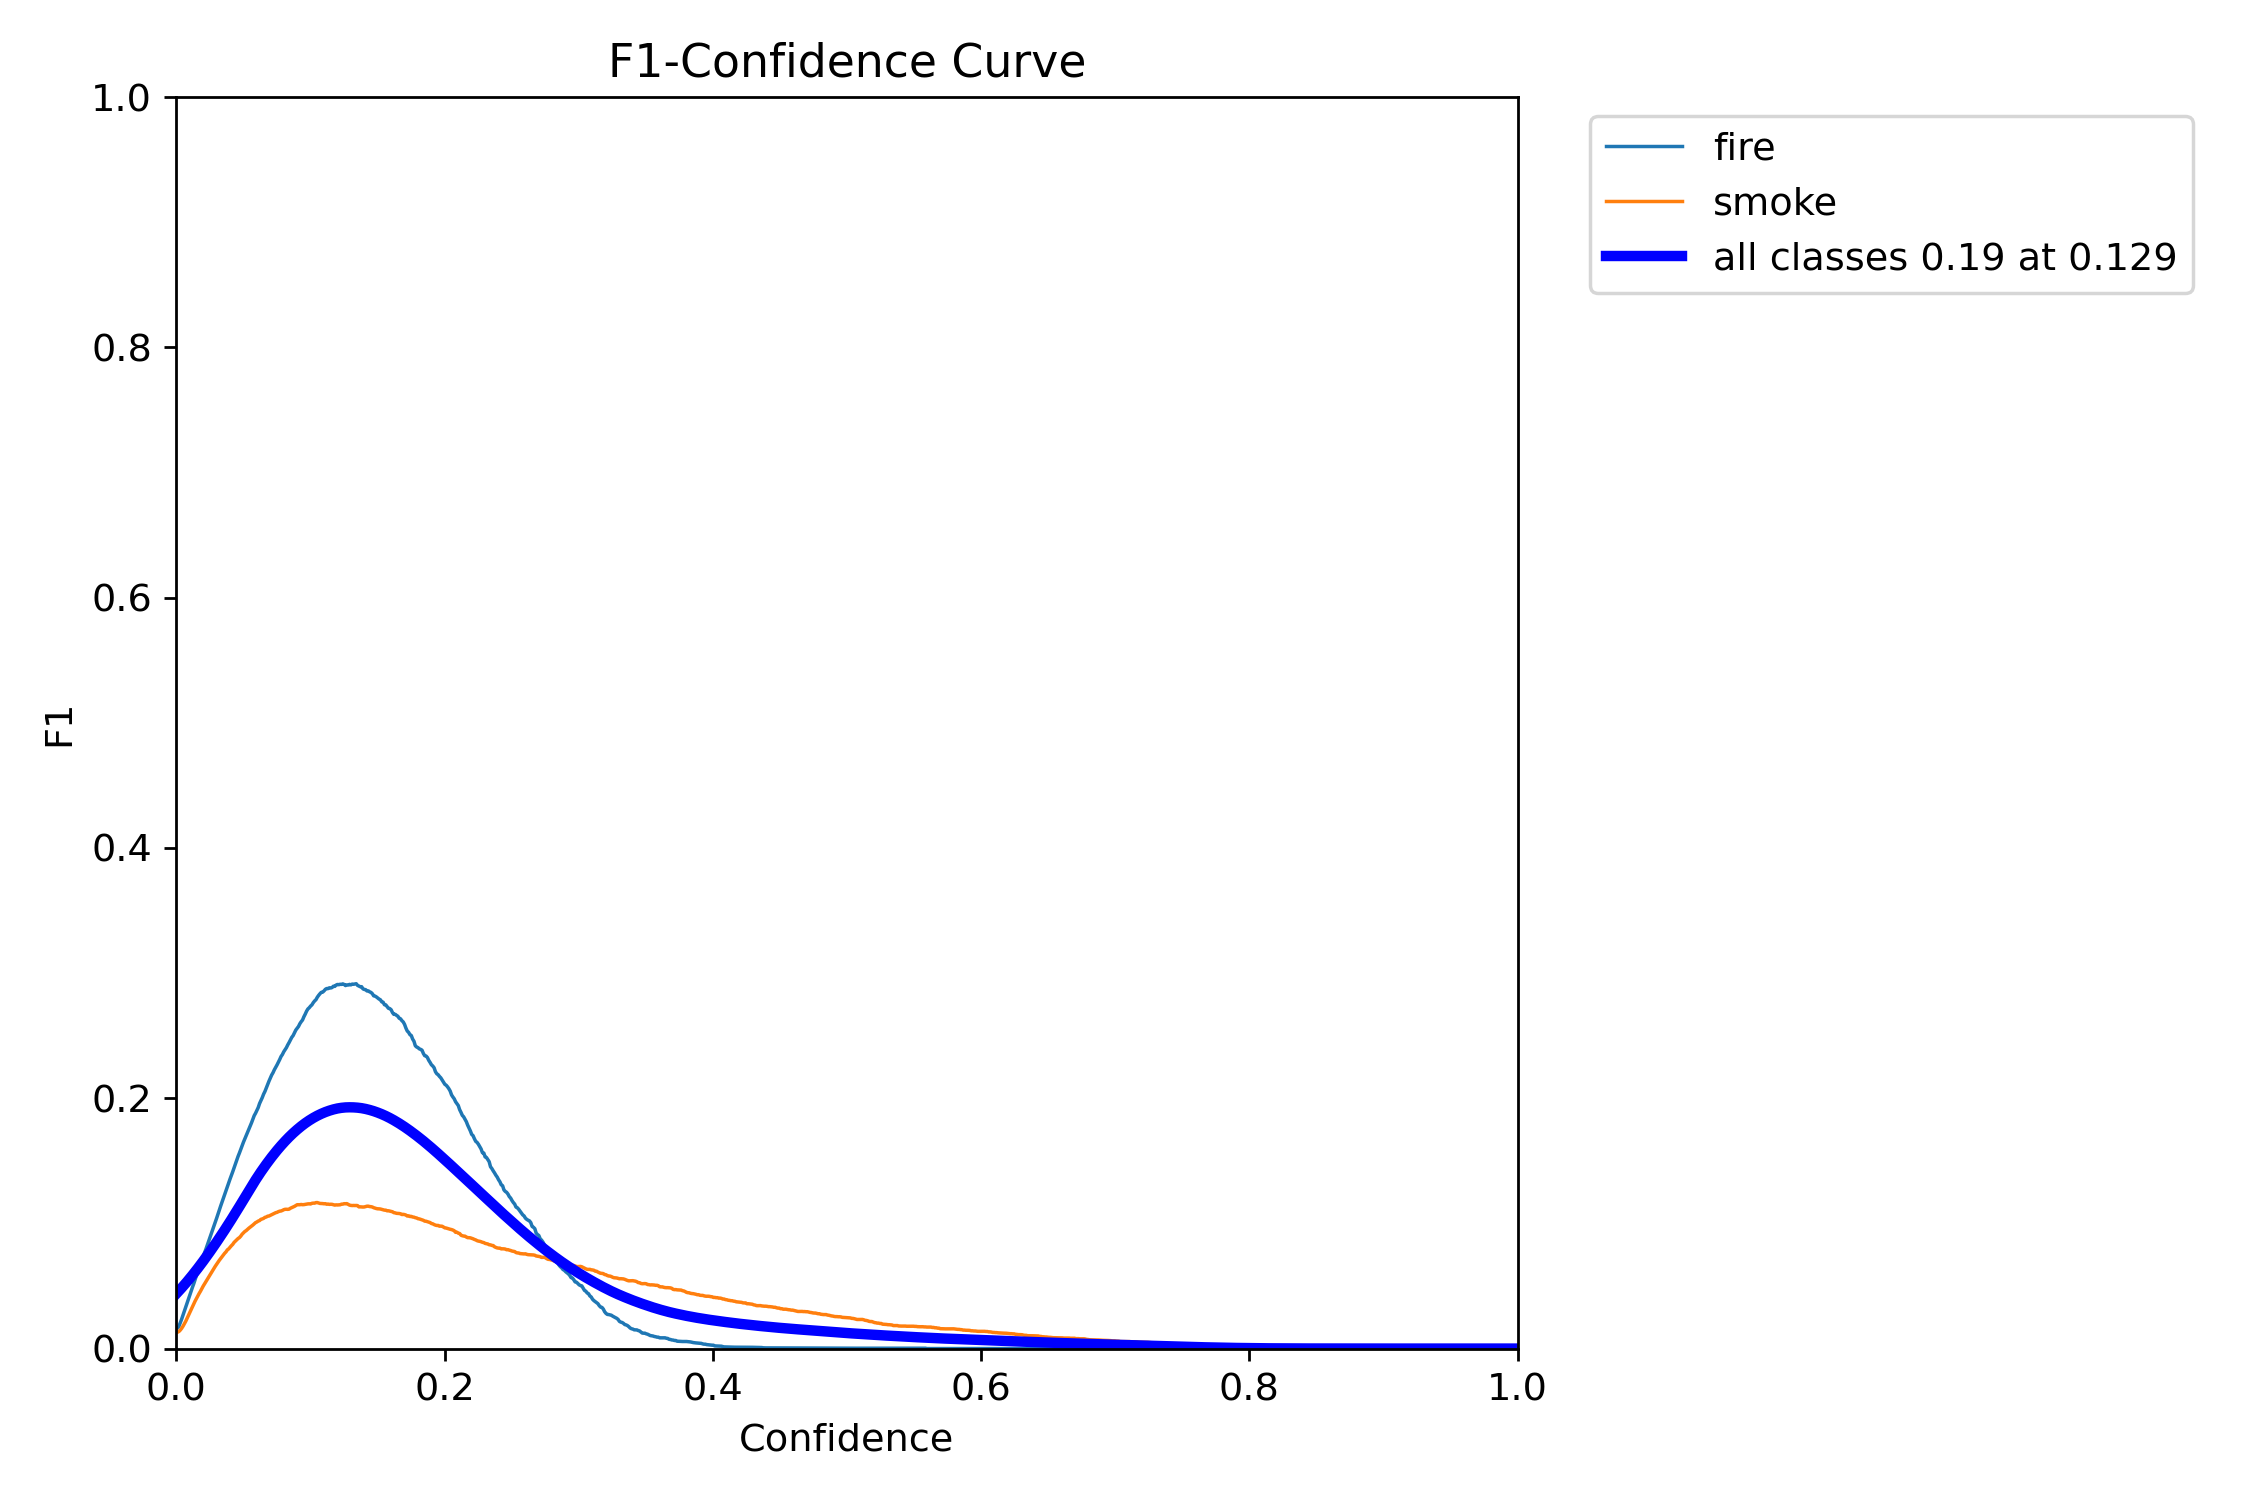 F1-Confidence Curve
1.0
0.8
0.6
0.4
0.2
0.0
F1
0.0 0.2 0.4 0.6 0.8 1.0
Confidence
fire
smoke
all classes 0.19 at 0.129